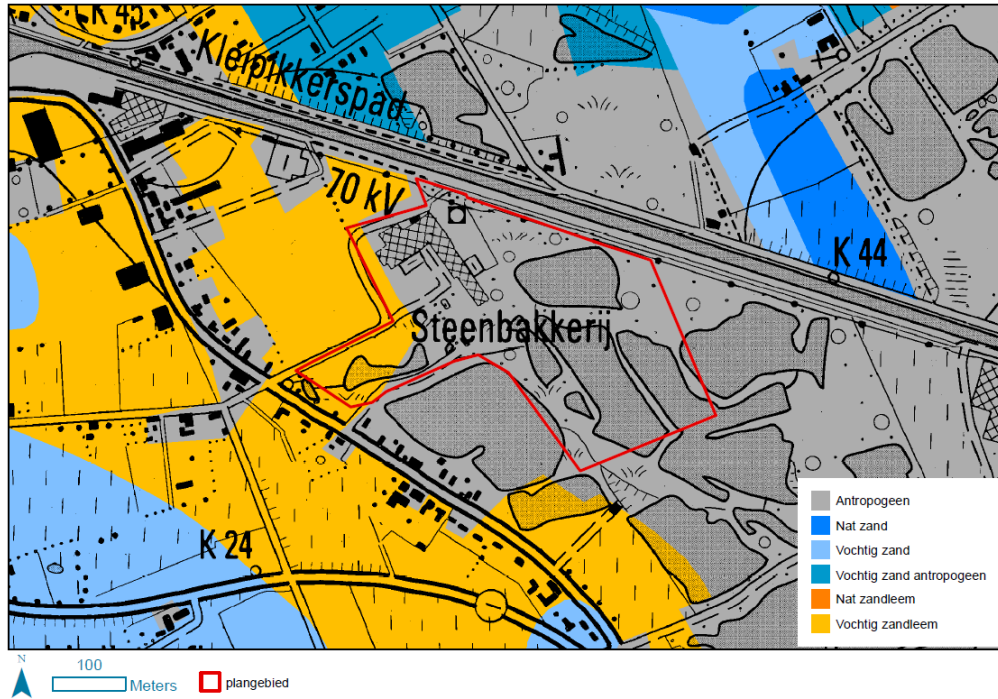 K 45
Kleipikkerspad
70 kV
K 44
Steenbakkerij
K 24
Antropogeen
Nat zand
Vochtig zand
Vochtig zand antropogeen
Nat zandleem
Vochtig zandleem
N
100
Meters
plangebied